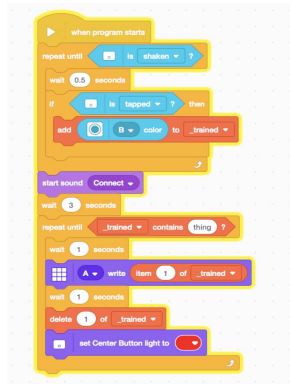 when program starts
repeat until is shaken ?
wait 0.5 seconds
if is tapped ? then
add B color to _trained
start sound Connect
wait 3 seconds
repeat until _trained contains thing ?
wait 1 seconds
A write item 1 of _trained
wait 1 seconds
delete 1 of _trained
set Center Button light to